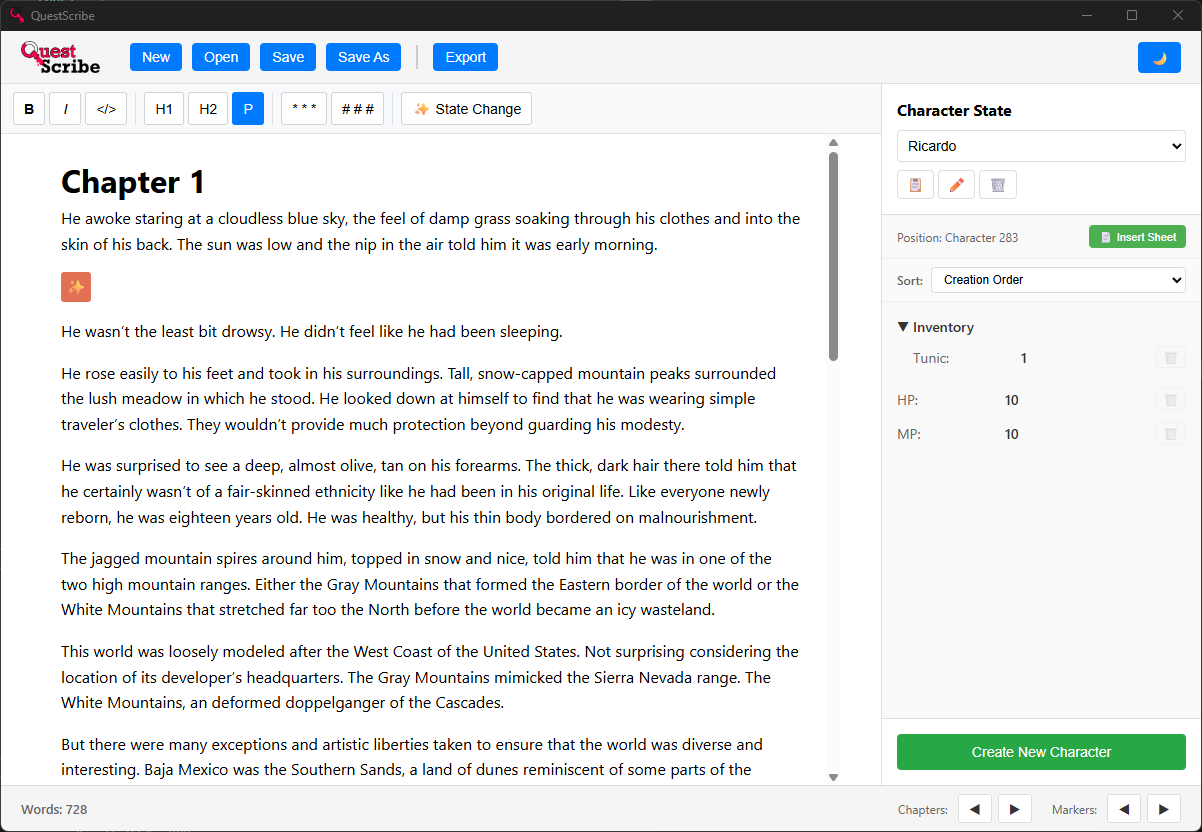 QuestScribe
Quest
Scribe
New
Open
Save
Save As
Export
B
I
</>
H1
H2
P
* * *
# # #
State Change
Chapter 1
He awoke staring at a cloudless blue sky, the feel of damp grass soaking through his clothes and into the
skin of his back. The sun was low and the nip in the air told him it was early morning.
He wasn’t the least bit drowsy. He didn’t feel like he had been sleeping.
He rose easily to his feet and took in his surroundings. Tall, snow-capped mountain peaks surrounded
the lush meadow in which he stood. He looked down at himself to find that he was wearing simple
traveler’s clothes. They wouldn’t provide much protection beyond guarding his modesty.
He was surprised to see a deep, almost olive, tan on his forearms. The thick, dark hair there told him that
he certainly wasn’t of a fair-skinned ethnicity like he had been in his original life. Like everyone newly
reborn, he was eighteen years old. He was healthy, but his thin body bordered on malnourishment.
The jagged mountain spires around him, topped in snow and nice, told him that he was in one of the
two high mountain ranges. Either the Gray Mountains that formed the Eastern border of the world or the
White Mountains that stretched far too the North before the world became an icy wasteland.
This world was loosely modeled after the West Coast of the United States. Not surprising considering the
location of its developer’s headquarters. The Gray Mountains mimicked the Sierra Nevada range. The
White Mountains, an deformed doppelganger of the Cascades.
But there were many exceptions and artistic liberties taken to ensure that the world was diverse and
interesting. Baja Mexico was the Southern Sands, a land of dunes reminiscent of some parts of the
Character State
Ricardo
Position: Character 283
Insert Sheet
Sort:
Creation Order
▼ Inventory
Tunic: 1
HP: 10
MP: 10
Create New Character
Words: 728
Chapters: ◀ ▶
Markers: ◀ ▶